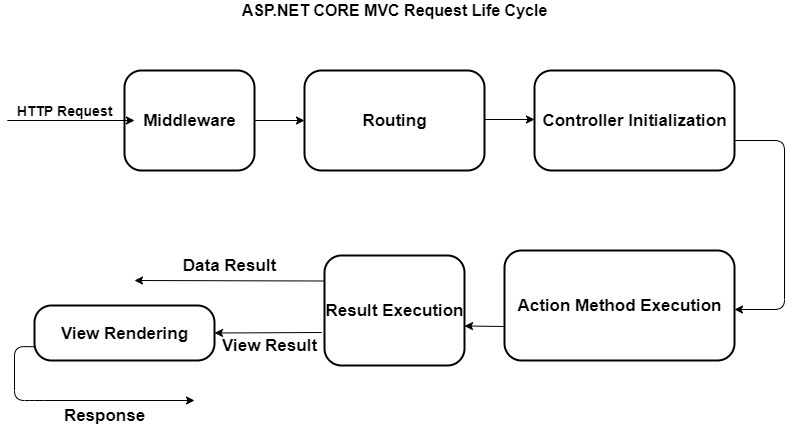 ASP.NET CORE MVC Request Life Cycle
HTTP Request
Middleware
Routing
Controller Initialization
Data Result
Result Execution
Action Method Execution
View Rendering
View Result
Response